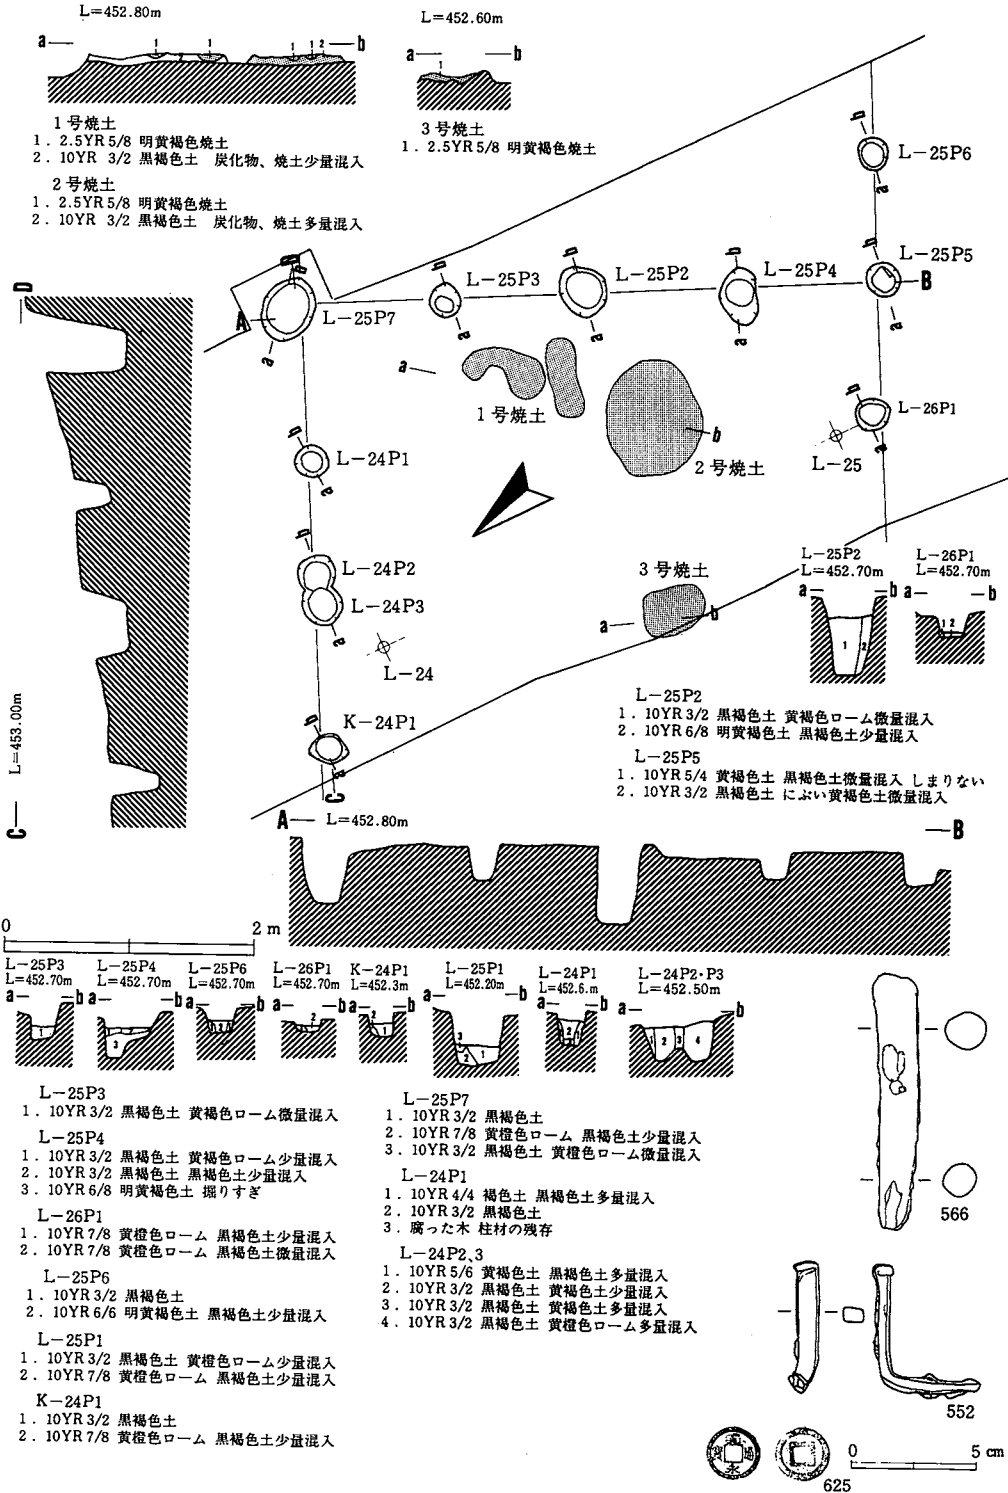 L=452.80m
a b
1 1 1 1 2
1号焼土
1. 2.5YR 5/8 明黄褐色焼土
2. 10YR 3/2 黒褐色土 炭化物、焼土少量混入
2号焼土
1. 2.5YR 5/8 明黄褐色焼土
2. 10YR 3/2 黒褐色土 炭化物、焼土多量混入
L=452.60m
a b
1
3号焼土
1. 2.5YR 5/8 明黄褐色焼土
b
L-25P6
a
b
L-25P5
B
a
b
L-25P3
a
b
L-25P2
a
b
L-25P4
a
D
A
L-25P7
a
a
1号焼土
b
2号焼土
b
L-26P1
a
L-25
b
L-24P1
a
b
L-24P2
L-24P3
a
L-24
3号焼土
a b
b
K-24P1
a
C
D
L=453.00m
C
L-25P2
L=452.70m
a b
1 2
L-26P1
L=452.70m
a b
1 2
L-25P2
1. 10YR 3/2 黒褐色土 黄褐色ローム微量混入
2. 10YR 6/8 明黄褐色土 黒褐色土少量混入
L-25P5
1. 10YR 5/4 黄褐色土 黒褐色土微量混入 しまりない
2. 10YR 3/2 黒褐色土 にぶい黄褐色土微量混入
A L=452.80m B
0 2 m
L-25P3
L=452.70m
a b
1
L-25P4
L=452.70m
a b
3
L-25P6
L=452.70m
a b
2
L-26P1
L=452.70m
a b
2
K-24P1
L=452.3m
a b
2
1
L-25P1
L=452.20m
a b
3
2 1
L-24P1
L=452.6.m
a b
2
L-24P2・P3
L=452.50m
a b
1 2 3 4
L-25P3
1. 10YR 3/2 黒褐色土 黄褐色ローム微量混入
L-25P4
1. 10YR 3/2 黒褐色土 黄褐色ローム少量混入
2. 10YR 3/2 黒褐色土 黒褐色土少量混入
3. 10YR 6/8 明黄褐色土 掘りすぎ
L-26P1
1. 10YR 7/8 黄橙色ローム 黒褐色土少量混入
2. 10YR 7/8 黄橙色ローム 黒褐色土微量混入
L-25P6
1. 10YR 3/2 黒褐色土
2. 10YR 6/6 明黄褐色土 黒褐色土少量混入
L-25P1
1. 10YR 3/2 黒褐色土 黄橙色ローム少量混入
2. 10YR 7/8 黄橙色ローム 黒褐色土少量混入
K-24P1
1. 10YR 3/2 黒褐色土
2. 10YR 7/8 黄橙色ローム 黒褐色土少量混入
L-25P7
1. 10YR 3/2 黒褐色土
2. 10YR 7/8 黄橙色ローム 黒褐色土少量混入
3. 10YR 3/2 黒褐色土 黄橙色ローム微量混入
L-24P1
1. 10YR 4/4 褐色土 黒褐色土多量混入
2. 10YR 3/2 黒褐色土
3. 腐った木 柱材の残存
L-24P2、3
1. 10YR 5/6 黄褐色土 黒褐色土多量混入
2. 10YR 3/2 黒褐色土 黄褐色土少量混入
3. 10YR 3/2 黒褐色土 黄褐色土多量混入
4. 10YR 3/2 黒褐色土 黄橙色ローム多量混入
566
552
寛永通寳
625
0 5 cm